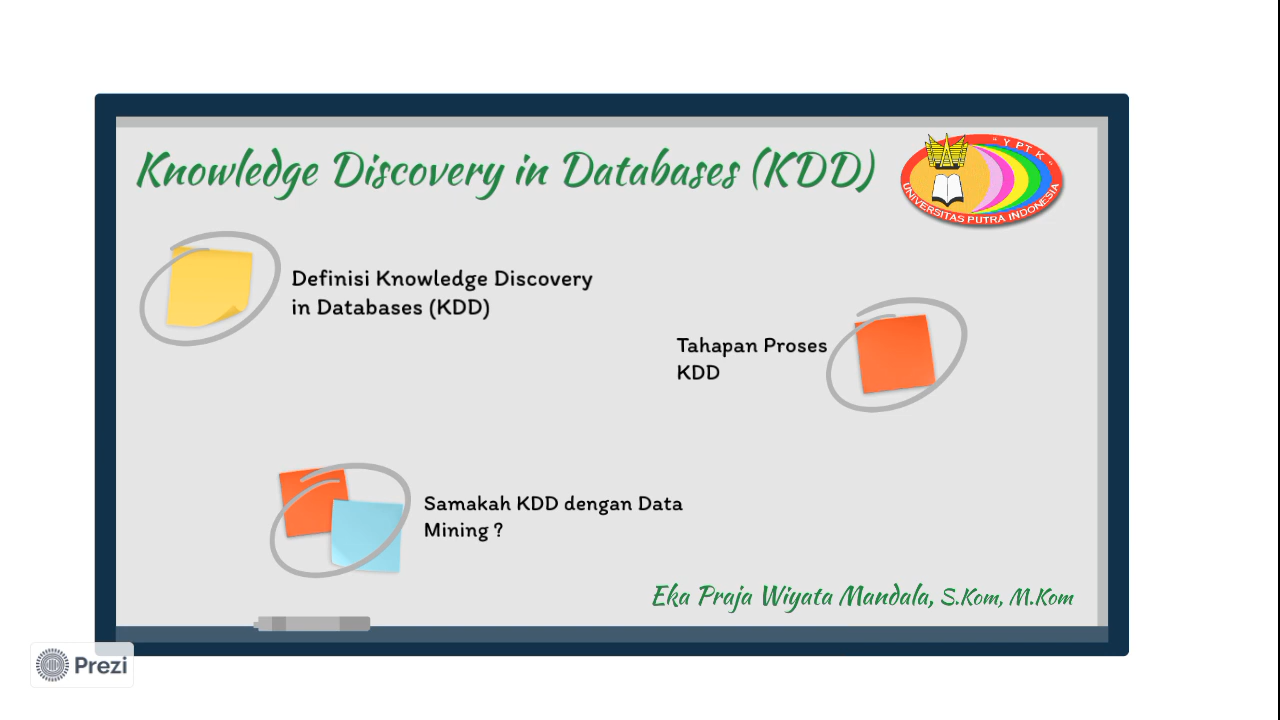 Knowledge Discovery in Databases (KDD)
" Y P T K "
UNIVERSITAS PUTRA INDONESIA
Definisi Knowledge Discovery
in Databases (KDD)
Tahapan Proses
KDD
Samakah KDD dengan Data
Mining ?
Eka Praja Wiyata Mandala, S.Kom, M.Kom
Prezi